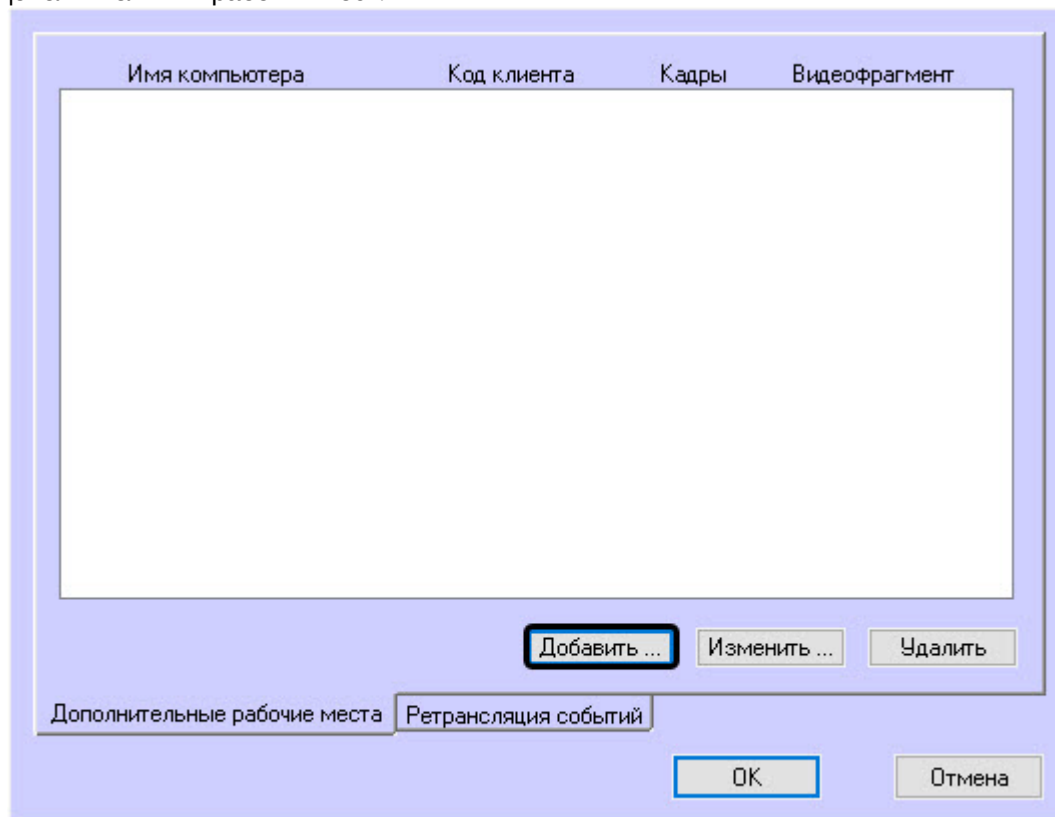 Имя компьютера Код клиента Кадры Видеофрагмент
Добавить ... Изменить ... Удалить
Дополнительные рабочие места Ретрансляция событий
OK Отмена